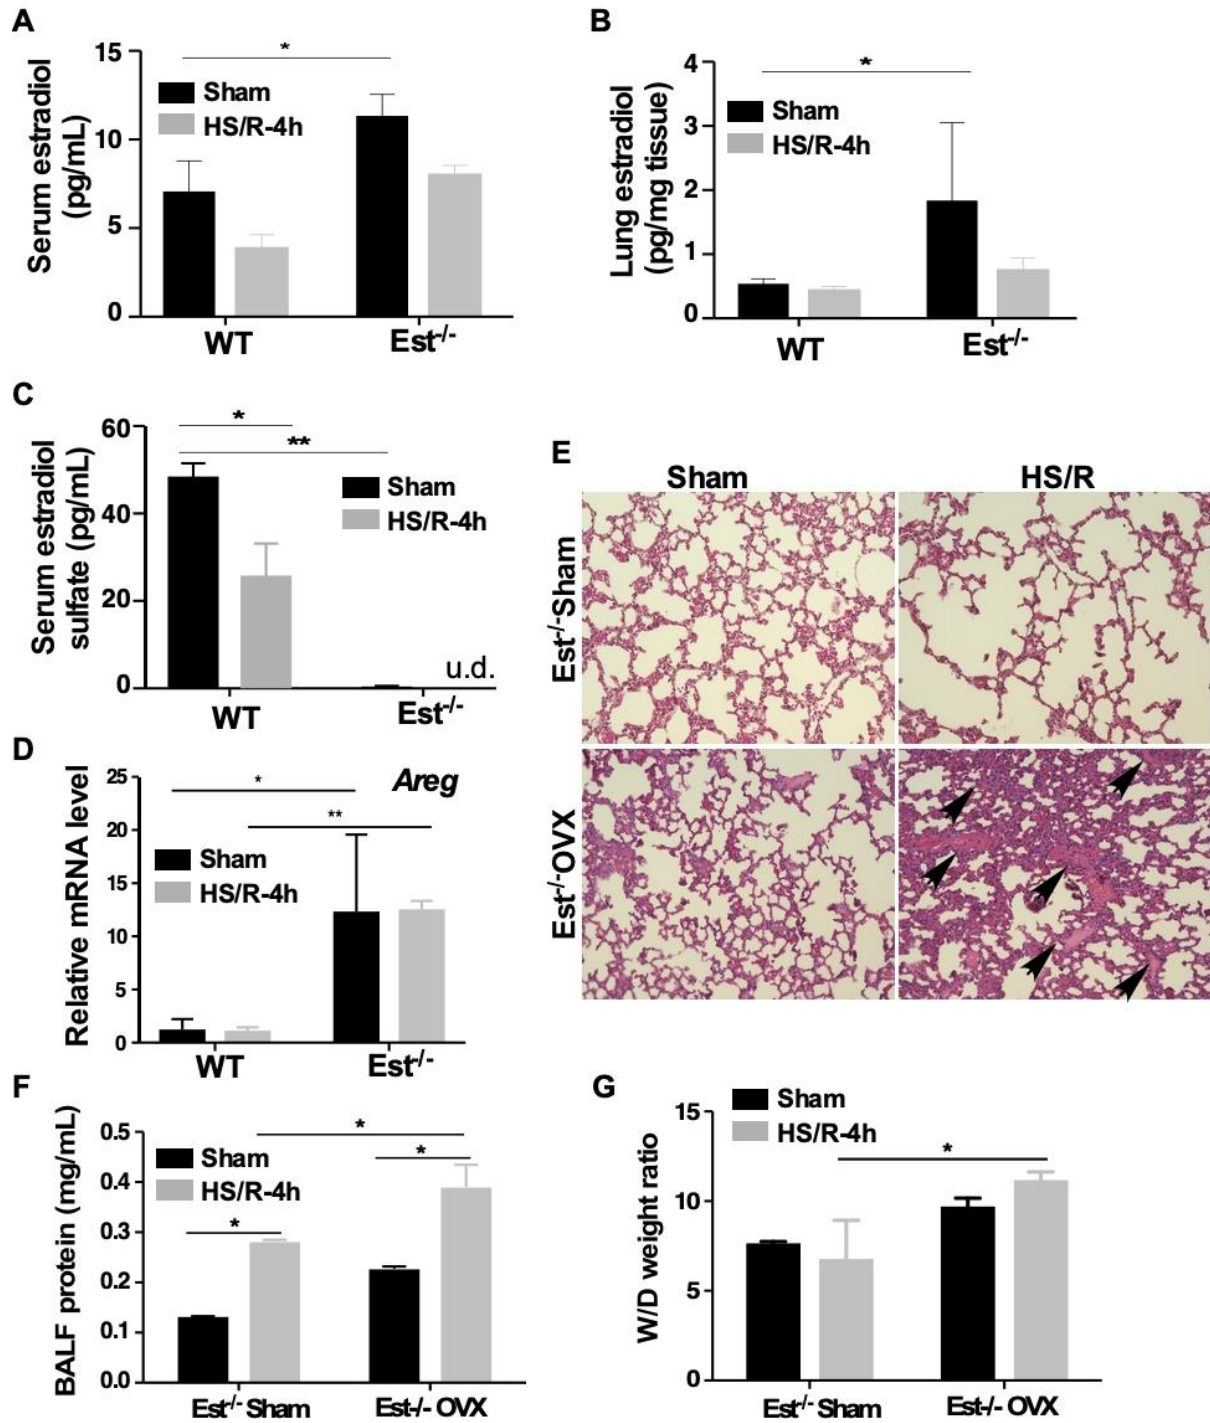 A
Serum estradiol
(pg/mL)
15
10
5
0
*
Sham
HS/R-4h
WT
Est-/-
B
Lung estradiol
(pg/mg tissue)
4
3
2
1
0
*
Sham
HS/R-4h
WT
Est-/-
C
Serum estradiol
sulfate (pg/mL)
60
40
20
0
*
**
Sham
HS/R-4h
u.d.
WT
Est-/-
D
Relative mRNA level
25
20
15
10
5
0
*
**
Areg
Sham
HS/R-4h
WT
Est-/-
E
Sham
HS/R
Est-/-Sham
Est-/-OVX
F
BALF protein (mg/mL)
0.5
0.4
0.3
0.2
0.1
0.0
*
*
*
Sham
HS/R-4h
Est-/- Sham
Est-/- OVX
G
W/D weight ratio
15
10
5
0
Sham
HS/R-4h
*
Est-/- Sham
Est-/- OVX